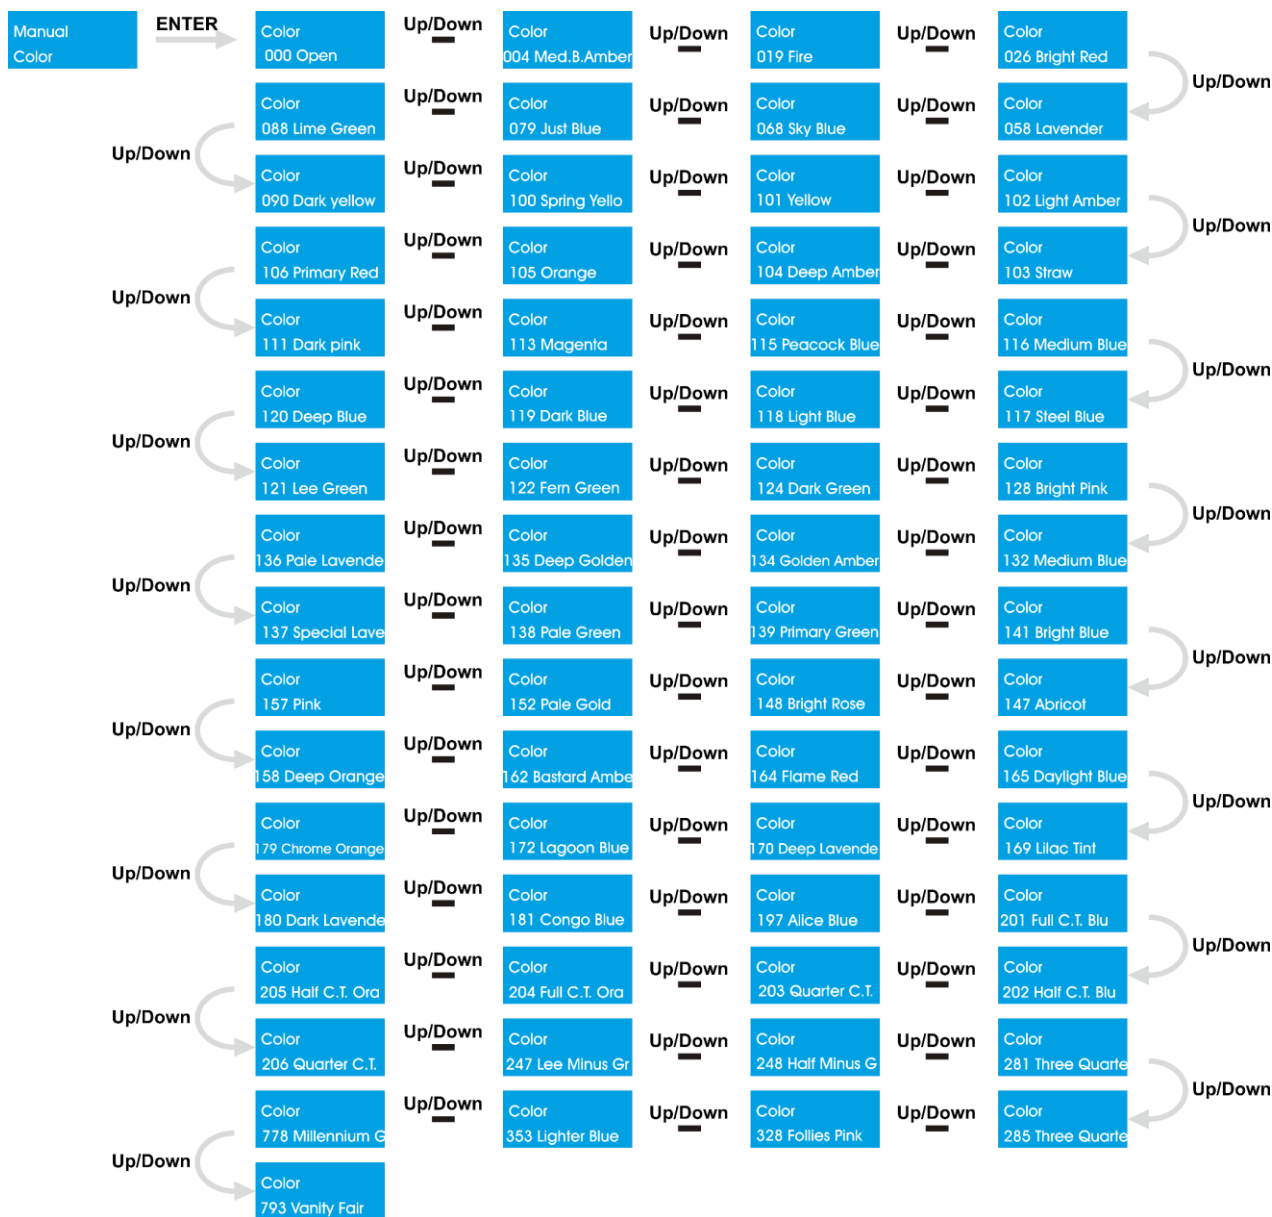 Manual
Color
ENTER
Color
000 Open
Up/Down
Color
004 Med.B.Amber
Up/Down
Color
019 Fire
Up/Down
Color
026 Bright Red
Up/Down
Color
088 Lime Green
Up/Down
Color
079 Just Blue
Up/Down
Color
068 Sky Blue
Up/Down
Color
058 Lavender
Up/Down
Color
090 Dark yellow
Up/Down
Color
100 Spring Yello
Up/Down
Color
101 Yellow
Up/Down
Color
102 Light Amber
Up/Down
Color
106 Primary Red
Up/Down
Color
105 Orange
Up/Down
Color
104 Deep Amber
Up/Down
Color
103 Straw
Up/Down
Color
111 Dark pink
Up/Down
Color
113 Magenta
Up/Down
Color
115 Peacock Blue
Up/Down
Color
116 Medium Blue
Up/Down
Color
120 Deep Blue
Up/Down
Color
119 Dark Blue
Up/Down
Color
118 Light Blue
Up/Down
Color
117 Steel Blue
Up/Down
Color
121 Lee Green
Up/Down
Color
122 Fern Green
Up/Down
Color
124 Dark Green
Up/Down
Color
128 Bright Pink
Up/Down
Color
136 Pale Lavende
Up/Down
Color
135 Deep Golden
Up/Down
Color
134 Golden Amber
Up/Down
Color
132 Medium Blue
Up/Down
Color
137 Special Lave
Up/Down
Color
138 Pale Green
Up/Down
Color
139 Primary Green
Up/Down
Color
141 Bright Blue
Up/Down
Color
157 Pink
Up/Down
Color
152 Pale Gold
Up/Down
Color
148 Bright Rose
Up/Down
Color
147 Abricot
Up/Down
Color
158 Deep Orange
Up/Down
Color
162 Bastard Ambe
Up/Down
Color
164 Flame Red
Up/Down
Color
165 Daylight Blue
Up/Down
Color
179 Chrome Orange
Up/Down
Color
172 Lagoon Blue
Up/Down
Color
170 Deep Lavende
Up/Down
Color
169 Lilac Tint
Up/Down
Color
180 Dark Lavende
Up/Down
Color
181 Congo Blue
Up/Down
Color
197 Alice Blue
Up/Down
Color
201 Full C.T. Blu
Up/Down
Color
205 Half C.T. Ora
Up/Down
Color
204 Full C.T. Ora
Up/Down
Color
203 Quarter C.T.
Up/Down
Color
202 Half C.T. Blu
Up/Down
Color
206 Quarter C.T.
Up/Down
Color
247 Lee Minus Gr
Up/Down
Color
248 Half Minus G
Up/Down
Color
281 Three Quarte
Up/Down
Color
778 Millennium G
Up/Down
Color
353 Lighter Blue
Up/Down
Color
328 Follies Pink
Up/Down
Color
285 Three Quarte
Up/Down
Color
793 Vanity Fair